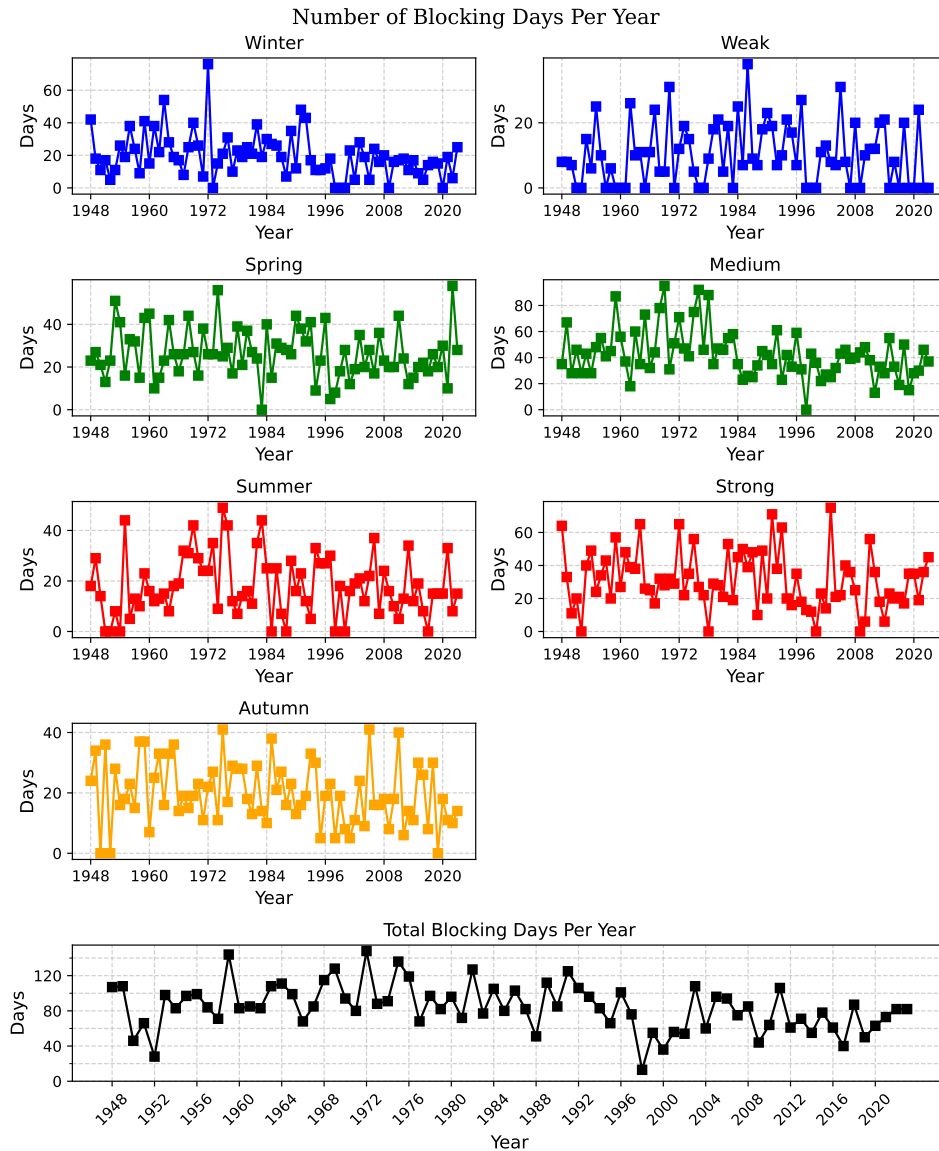 Number of Blocking Days Per Year
Winter
Days
60
40
20
0
1948 1960 1972 1984 1996 2008 2020
Year
Weak
Days
20
0
1948 1960 1972 1984 1996 2008 2020
Year
Spring
Days
40
20
0
1948 1960 1972 1984 1996 2008 2020
Year
Medium
Days
80
60
40
20
0
1948 1960 1972 1984 1996 2008 2020
Year
Summer
Days
40
20
0
1948 1960 1972 1984 1996 2008 2020
Year
Strong
Days
60
40
20
0
1948 1960 1972 1984 1996 2008 2020
Year
Autumn
Days
40
20
0
1948 1960 1972 1984 1996 2008 2020
Year
Total Blocking Days Per Year
Days
120
80
40
0
1948 1952 1956 1960 1964 1968 1972 1976 1980 1984 1988 1992 1996 2000 2004 2008 2012 2016 2020
Year